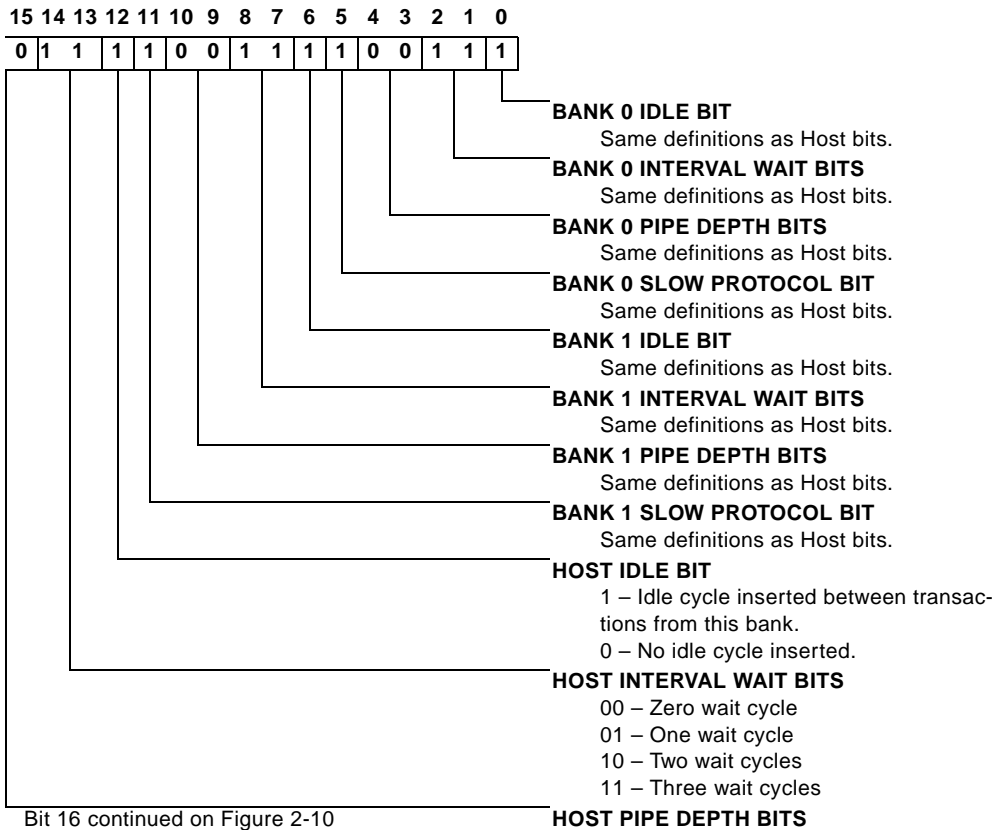 15 14 13 12 11 10 9 8 7 6 5 4 3 2 1 0
0 1 1 1 1 0 0 1 1 1 1 0 0 1 1 1
BANK 0 IDLE BIT
Same definitions as Host bits.
BANK 0 INTERVAL WAIT BITS
Same definitions as Host bits.
BANK 0 PIPE DEPTH BITS
Same definitions as Host bits.
BANK 0 SLOW PROTOCOL BIT
Same definitions as Host bits.
BANK 1 IDLE BIT
Same definitions as Host bits.
BANK 1 INTERVAL WAIT BITS
Same definitions as Host bits.
BANK 1 PIPE DEPTH BITS
Same definitions as Host bits.
BANK 1 SLOW PROTOCOL BIT
Same definitions as Host bits.
HOST IDLE BIT
1 – Idle cycle inserted between transac-
tions from this bank.
0 – No idle cycle inserted.
HOST INTERVAL WAIT BITS
00 – Zero wait cycle
01 – One wait cycle
10 – Two wait cycles
11 – Three wait cycles
Bit 16 continued on Figure 2-10
HOST PIPE DEPTH BITS